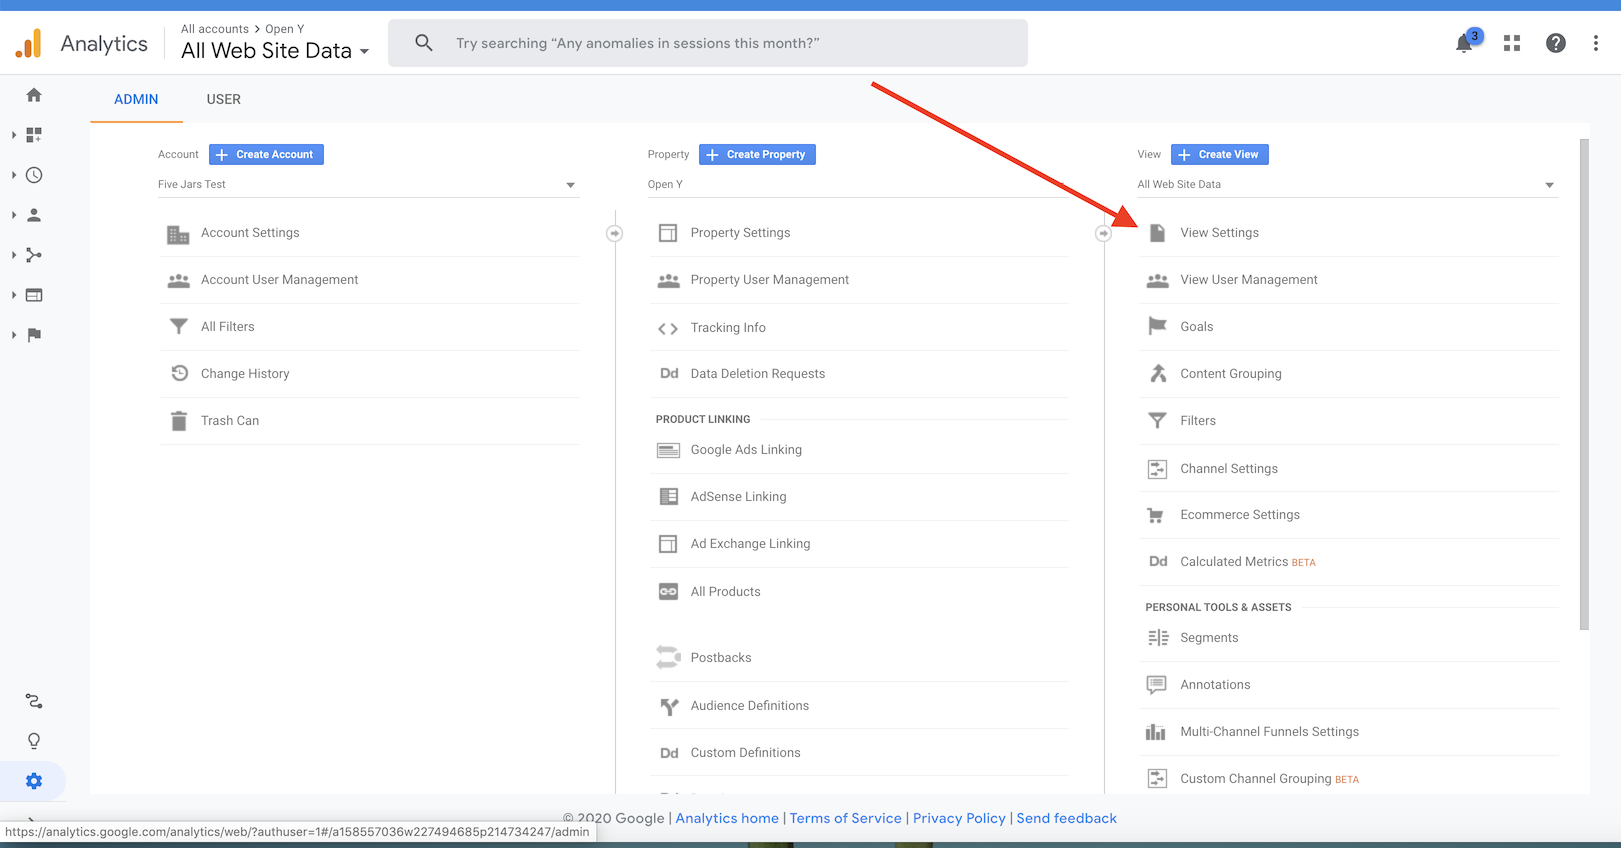 Analytics
All accounts > Open Y
All Web Site Data
Try searching “Any anomalies in sessions this month?”
3
ADMIN
USER
Account
Create Account
Five Jars Test
Account Settings
Account User Management
All Filters
Change History
Trash Can
Property
Create Property
Open Y
Property Settings
Property User Management
Tracking Info
Dd Data Deletion Requests
PRODUCT LINKING
Google Ads Linking
AdSense Linking
Ad Exchange Linking
All Products
Postbacks
Audience Definitions
Dd Custom Definitions
View
Create View
All Web Site Data
View Settings
View User Management
Goals
Content Grouping
Filters
Channel Settings
Ecommerce Settings
Dd Calculated Metrics BETA
PERSONAL TOOLS & ASSETS
Segments
Annotations
Multi-Channel Funnels Settings
Custom Channel Grouping BETA
© 2020 Google | Analytics home | Terms of Service | Privacy Policy | Send feedback
https://analytics.google.com/analytics/web/?authuser=1#/a158557036w227494685p214734247/admin